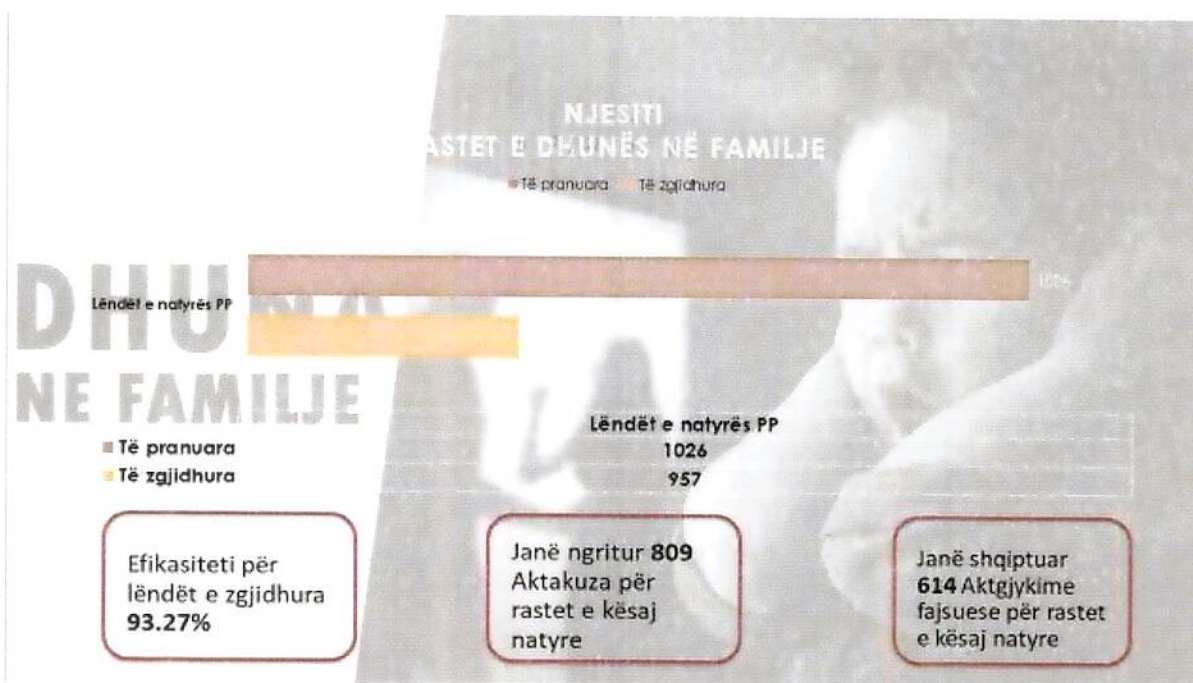 NJESITI
ASTET E DHUNËS NË FAMILJE
Të pranuara Të zgjidhura
1026
DHUNA
Lëndët e natyrës PP
NE FAMILJE
Lëndët e natyrës PP
Të pranuara 1026
Të zgjidhura 957
Efikasiteti për
lëndët e zgjidhura
93.27%
Janë ngritur 809
Aktakuza për
rastet e kësaj
natyre
Janë shqiptuar
614 Aktgjykime
fajsuese për rastet
e kësaj natyre